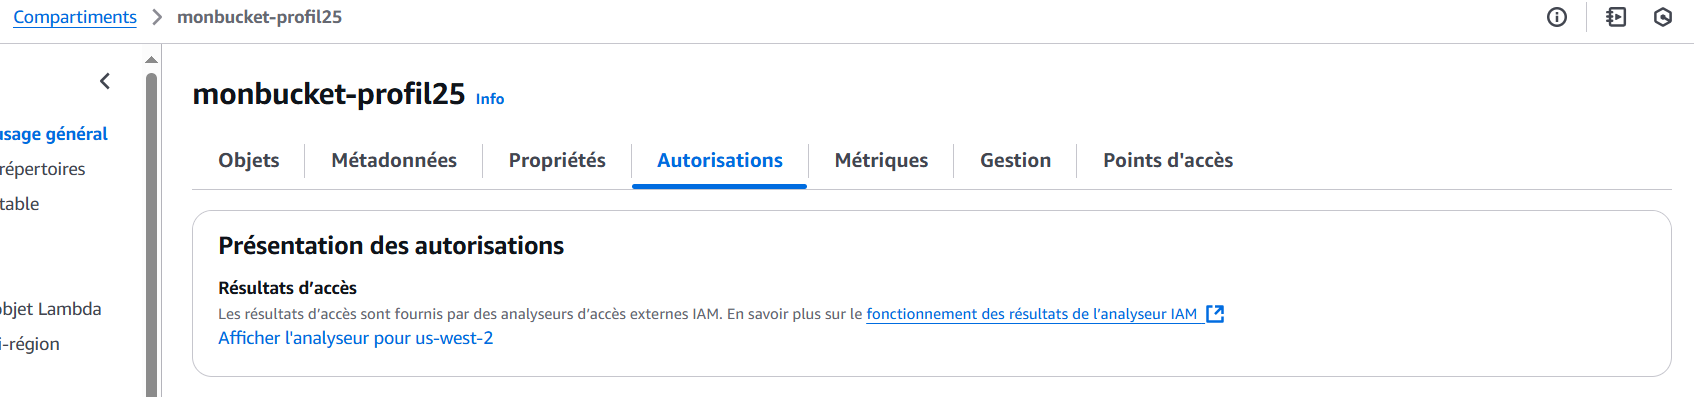 Compartiments > monbucket-profil25
usage général
répertoires
table
objet Lambda
i-région
monbucket-profil25 Info
Objets Métadonnées Propriétés Autorisations Métriques Gestion Points d'accès
Présentation des autorisations
Résultats d’accès
Les résultats d’accès sont fournis par des analyseurs d’accès externes IAM. En savoir plus sur le fonctionnement des résultats de l’analyseur IAM
Afficher l'analyseur pour us-west-2